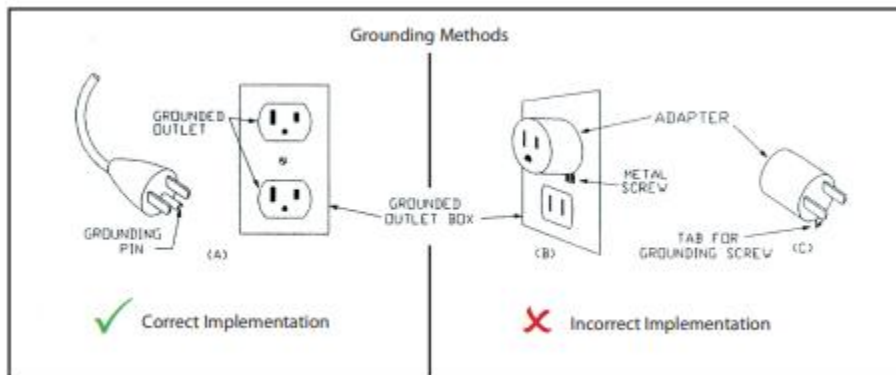 Grounding Methods
GROUNDED
OUTLET
GROUNDING
PIN
(A)
GROUNDED
OUTLET BOX
ADAPTER
METAL
SCREW
(B)
TAB FOR
GROUNDING SCREW
(C)
Correct Implementation
Incorrect Implementation